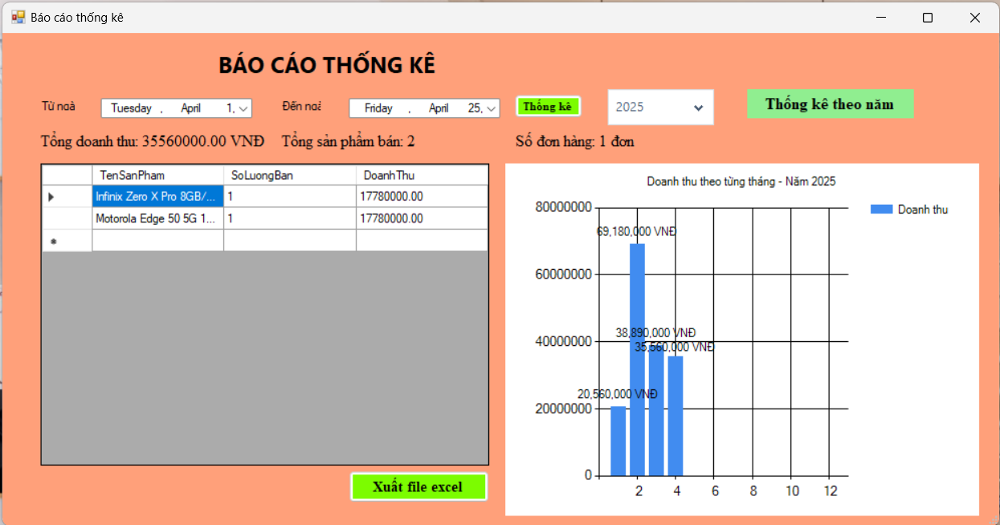 Báo cáo thống kê
BÁO CÁO THỐNG KÊ
Từ ngà Tuesday , April 1, Đến ngà Friday , April 25, Thống kê 2025 Thống kê theo năm
Tổng doanh thu: 35560000.00 VNĐ Tổng sản phẩm bán: 2 Số đơn hàng: 1 đơn
TenSanPham SoLuongBan DoanhThu
Infinix Zero X Pro 8GB/... 1 17780000.00
Motorola Edge 50 5G 1... 1 17780000.00
Xuất file excel
Doanh thu theo từng tháng - Năm 2025
Doanh thu
80000000
69,180,000 VNĐ
60000000
38,890,000 VNĐ
40000000
35,560,000 VNĐ
20,560,000 VNĐ
20000000
0
2 4 6 8 10 12